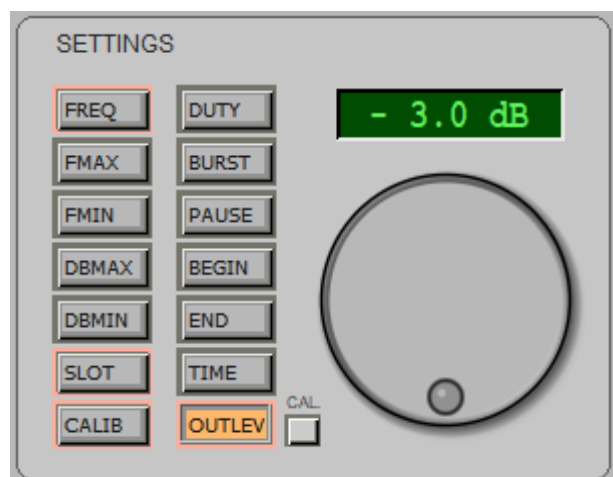 SETTINGS
FREQ DUTY - 3.0 dB
FMAX BURST
FMIN PAUSE
DBMAX BEGIN
DBMIN END
SLOT TIME
CAL.
CALIB OUTLEV